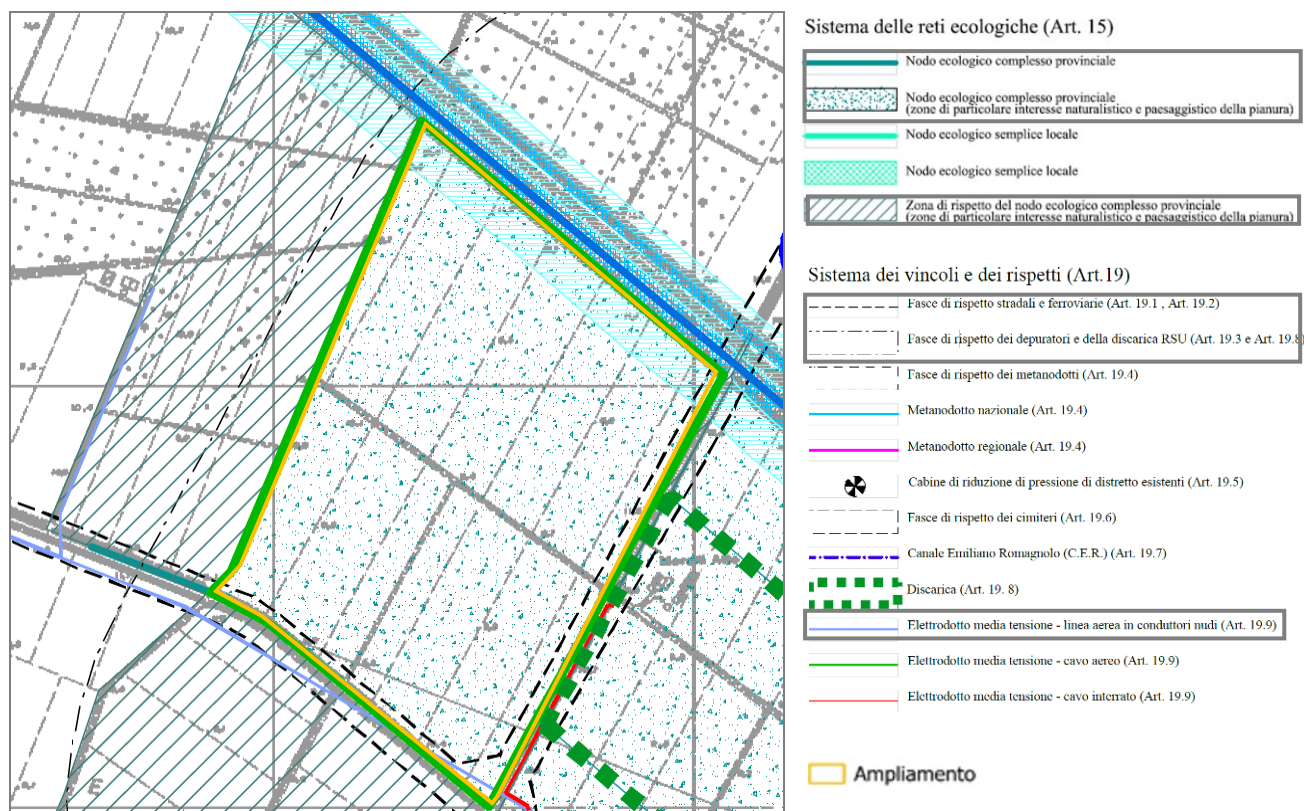 Sistema delle reti ecologiche (Art. 15)
Nodo ecologico complesso provinciale
Nodo ecologico complesso provinciale
(zone di particolare interesse naturalistico e paesaggistico della pianura)
Nodo ecologico semplice locale
Nodo ecologico semplice locale
Zona di rispetto del nodo ecologico complesso provinciale
(zone di particolare interesse naturalistico e paesaggistico della pianura)
Sistema dei vincoli e dei rispetti (Art.19)
Fasce di rispetto stradali e ferroviarie (Art. 19.1 , Art. 19.2)
Fasce di rispetto dei depuratori e della discarica RSU (Art. 19.3 e Art. 19.8)
Fasce di rispetto dei metanodotti (Art. 19.4)
Metanodotto nazionale (Art. 19.4)
Metanodotto regionale (Art. 19.4)
Cabine di riduzione di pressione di distretto esistenti (Art. 19.5)
Fasce di rispetto dei cimiteri (Art. 19.6)
Canale Emiliano Romagnolo (C.E.R.) (Art. 19.7)
Discarica (Art. 19. 8)
Elettrodotto media tensione - linea aerea in conduttori nudi (Art. 19.9)
Elettrodotto media tensione - cavo aereo (Art. 19.9)
Elettrodotto media tensione - cavo interrato (Art. 19.9)
Ampliamento